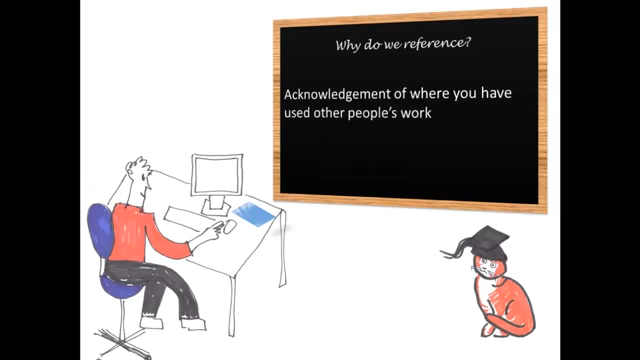 Why do we reference?
Acknowledgement of where you have
used other people's work